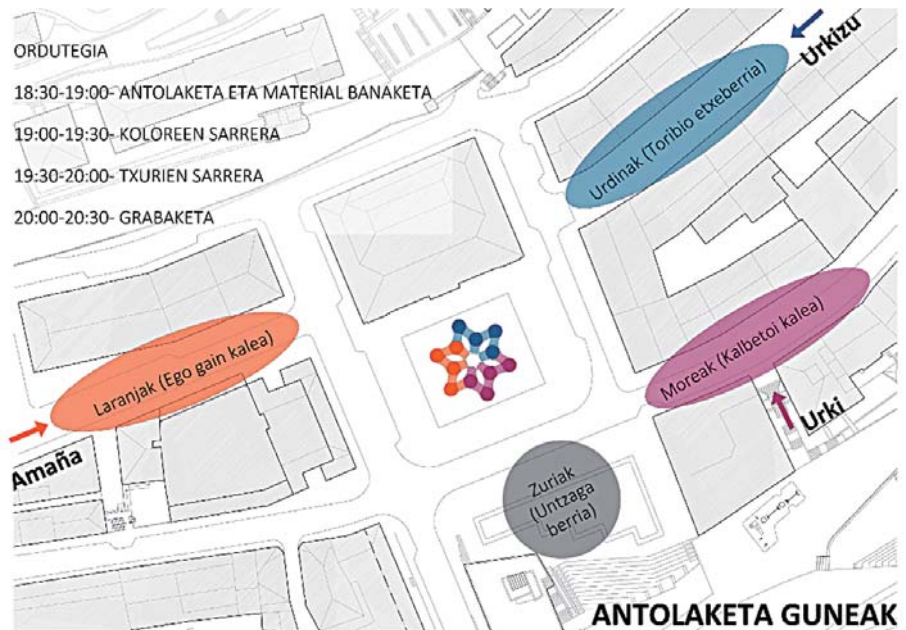 ORDUTEGIA
18:30-19:00- ANTOLAKETA ETA MATERIAL BANAKETA
19:00-19:30- KOLOREEN SARRERA
19:30-20:00- TXURIEN SARRERA
20:00-20:30- GRABAKETA
Urkizu
Urdinak (Toribio etxeberria)
Laranjak (Ego gain kalea)
Moreak (Kalbetoi kalea)
Urki
Amaña
Zuriak
(Untzaga
berria)
ANTOLAKETA GUNEAK